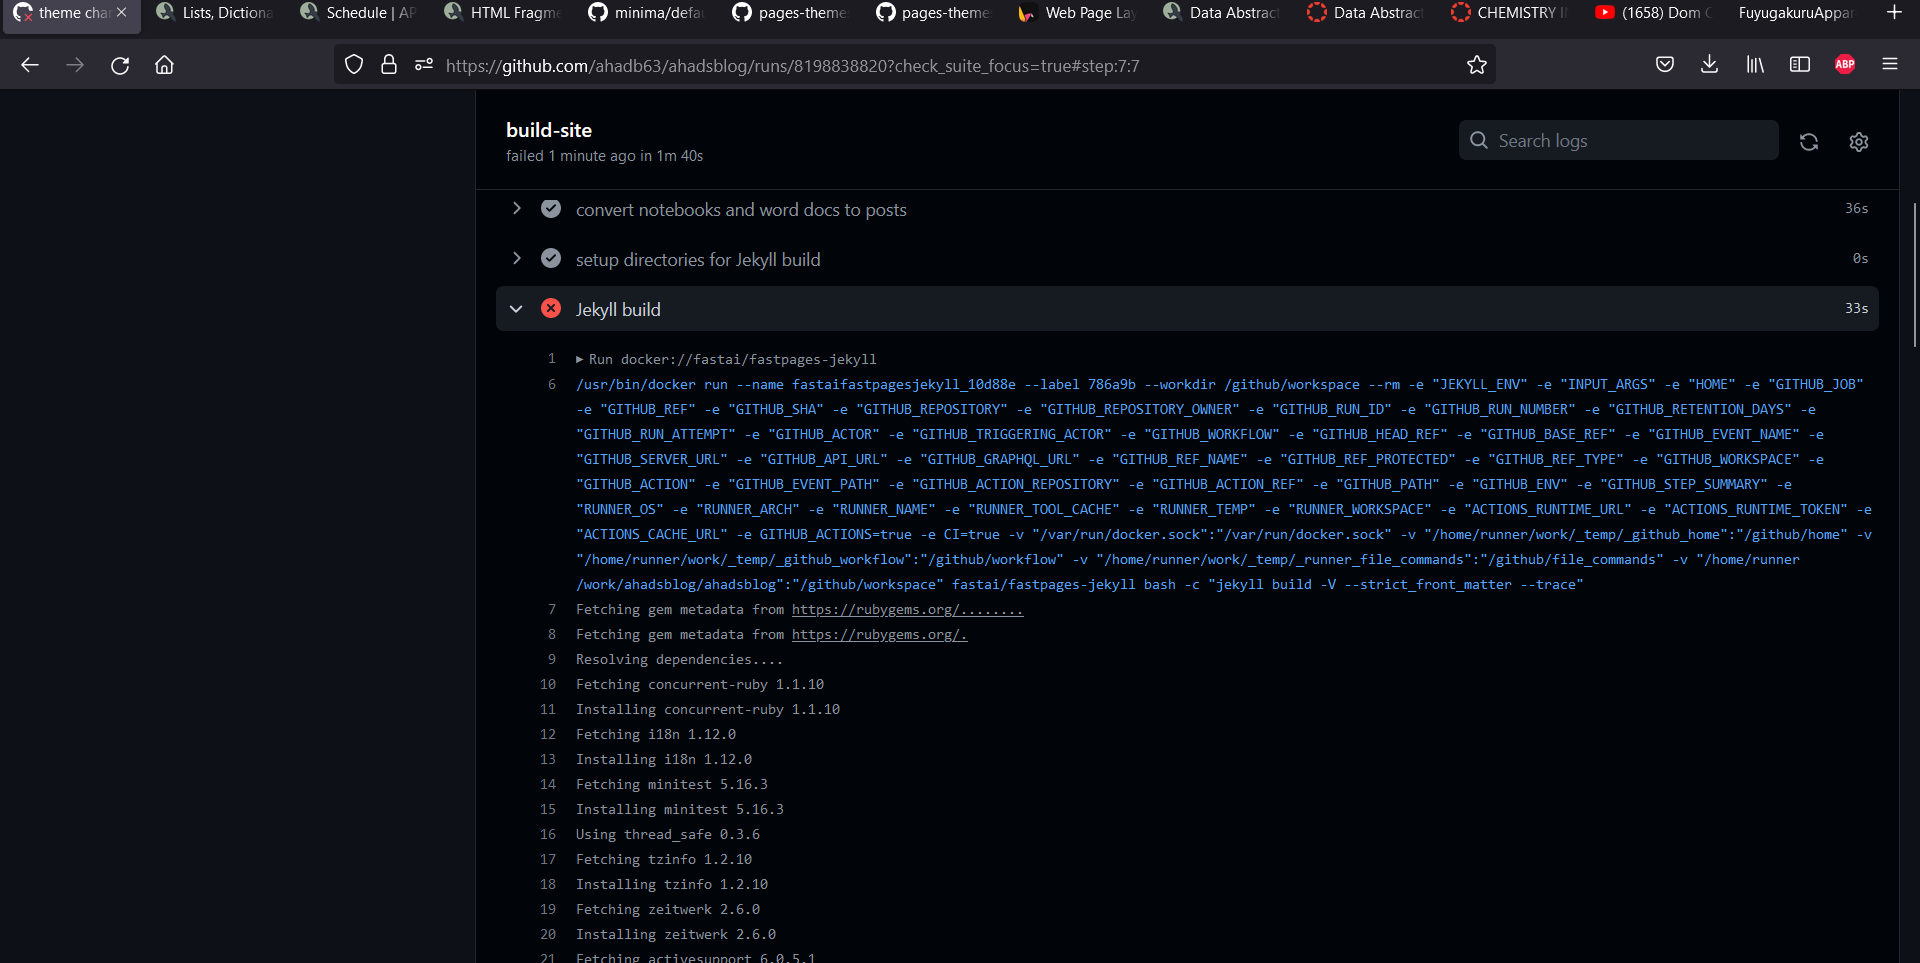 theme cha
Lists, Dictiona
Schedule | AP
HTML Fragme
minima/defau
pages-theme
pages-theme
Web Page Lay
Data Abstract
Data Abstract
CHEMISTRY I
(1658) Dom
FuyugakuruAppar
https://github.com/ahadb63/ahadsblog/runs/8198838820?check_suite_focus=true#step:7:7
ABP
build-site
failed 1 minute ago in 1m 40s
Search logs
convert notebooks and word docs to posts 36s
setup directories for Jekyll build 0s
Jekyll build 33s
1 Run docker://fastai/fastpages-jekyll
6 /usr/bin/docker run --name fastaifastpagesjekyll_10d88e --label 786a9b --workdir /github/workspace --rm -e "JEKYLL_ENV" -e "INPUT_ARGS" -e "HOME" -e "GITHUB_JOB"
-e "GITHUB_REF" -e "GITHUB_SHA" -e "GITHUB_REPOSITORY" -e "GITHUB_REPOSITORY_OWNER" -e "GITHUB_RUN_ID" -e "GITHUB_RUN_NUMBER" -e "GITHUB_RETENTION_DAYS" -e
"GITHUB_RUN_ATTEMPT" -e "GITHUB_ACTOR" -e "GITHUB_TRIGGERING_ACTOR" -e "GITHUB_WORKFLOW" -e "GITHUB_HEAD_REF" -e "GITHUB_BASE_REF" -e "GITHUB_EVENT_NAME" -e
"GITHUB_SERVER_URL" -e "GITHUB_API_URL" -e "GITHUB_GRAPHQL_URL" -e "GITHUB_REF_NAME" -e "GITHUB_REF_PROTECTED" -e "GITHUB_REF_TYPE" -e "GITHUB_WORKSPACE" -e
"GITHUB_ACTION" -e "GITHUB_EVENT_PATH" -e "GITHUB_ACTION_REPOSITORY" -e "GITHUB_ACTION_REF" -e "GITHUB_PATH" -e "GITHUB_ENV" -e "GITHUB_STEP_SUMMARY" -e
"RUNNER_OS" -e "RUNNER_ARCH" -e "RUNNER_NAME" -e "RUNNER_TOOL_CACHE" -e "RUNNER_TEMP" -e "RUNNER_WORKSPACE" -e "ACTIONS_RUNTIME_URL" -e "ACTIONS_RUNTIME_TOKEN" -e
"ACTIONS_CACHE_URL" -e GITHUB_ACTIONS=true -e CI=true -v "/var/run/docker.sock":"/var/run/docker.sock" -v "/home/runner/work/_temp/_github_home":"/github/home" -v
"/home/runner/work/_temp/_github_workflow":"/github/workflow" -v "/home/runner/work/_temp/_runner_file_commands":"/github/file_commands" -v "/home/runner
/work/ahadsblog/ahadsblog":"/github/workspace" fastai/fastpages-jekyll bash -c "jekyll build -V --strict_front_matter --trace"
7 Fetching gem metadata from https://rubygems.org/........
8 Fetching gem metadata from https://rubygems.org/.
9 Resolving dependencies....
10 Fetching concurrent-ruby 1.1.10
11 Installing concurrent-ruby 1.1.10
12 Fetching i18n 1.12.0
13 Installing i18n 1.12.0
14 Fetching minitest 5.16.3
15 Installing minitest 5.16.3
16 Using thread_safe 0.3.6
17 Fetching tzinfo 1.2.10
18 Installing tzinfo 1.2.10
19 Fetching zeitwerk 2.6.0
20 Installing zeitwerk 2.6.0
21 Fetching activesupport 6.0.5.1